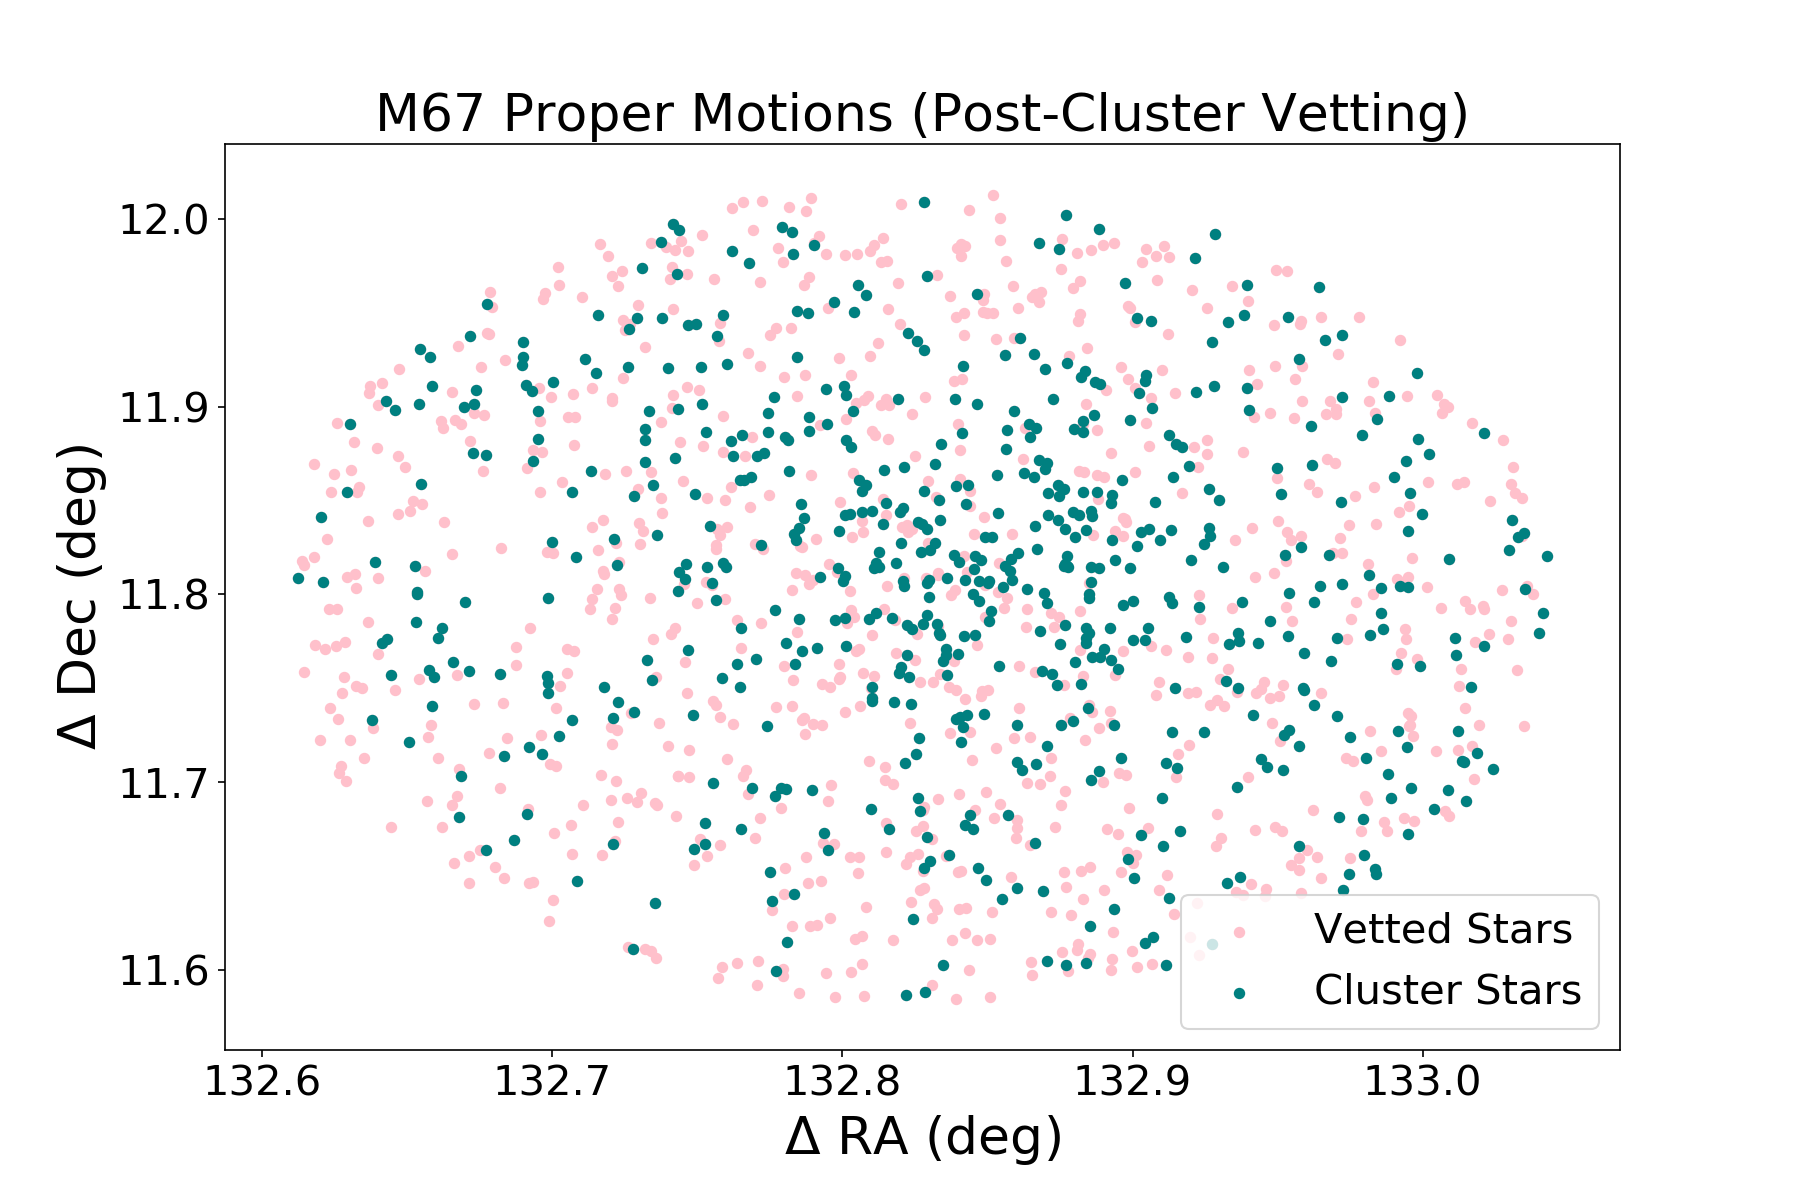 M67 Proper Motions (Post-Cluster Vetting)
Δ Dec (deg)
12.0
11.9
11.8
11.7
11.6
132.6 132.7 132.8 132.9 133.0
Δ RA (deg)
Vetted Stars
Cluster Stars